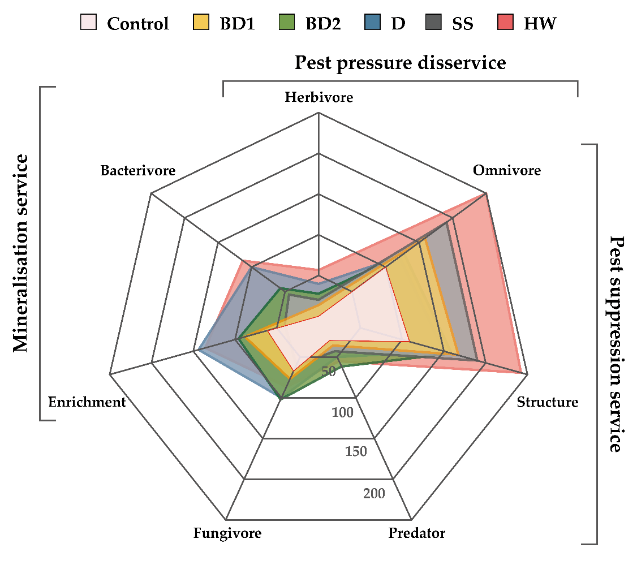 Control BD1 BD2 D SS HW
Pest pressure disservice
Herbivore
Bacterivore
Omnivore
Mineralisation service
Pest suppression service
50
Enrichment
Structure
100
150
200
Fungivore
Predator